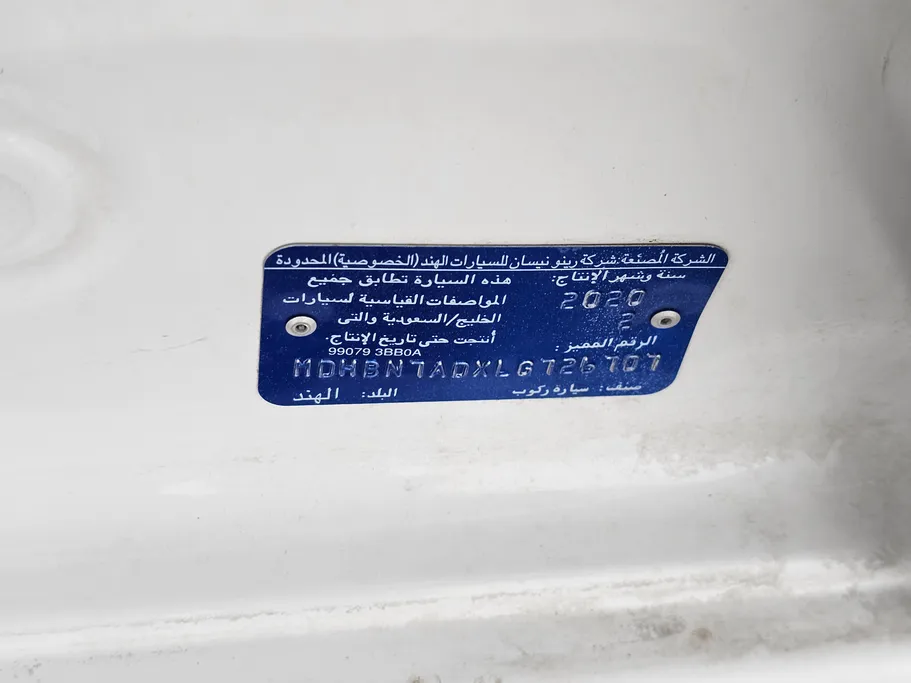 الشركة المصنعة: شركة رينو نيسان للسيارات الهند (الخصوصية) المحدودة
سنة وشهر الإنتاج: هذه السيارة تطابق جميع
2020 المواصفات القياسية لسيارات
2 الخليج/السعودية والتى
الرقم المميز: أنتجت حتى تاريخ الإنتاج.
99079 3BB0A
MDHBN7ADXLG726707
صنف: سيارة ركوب البلد: الهند